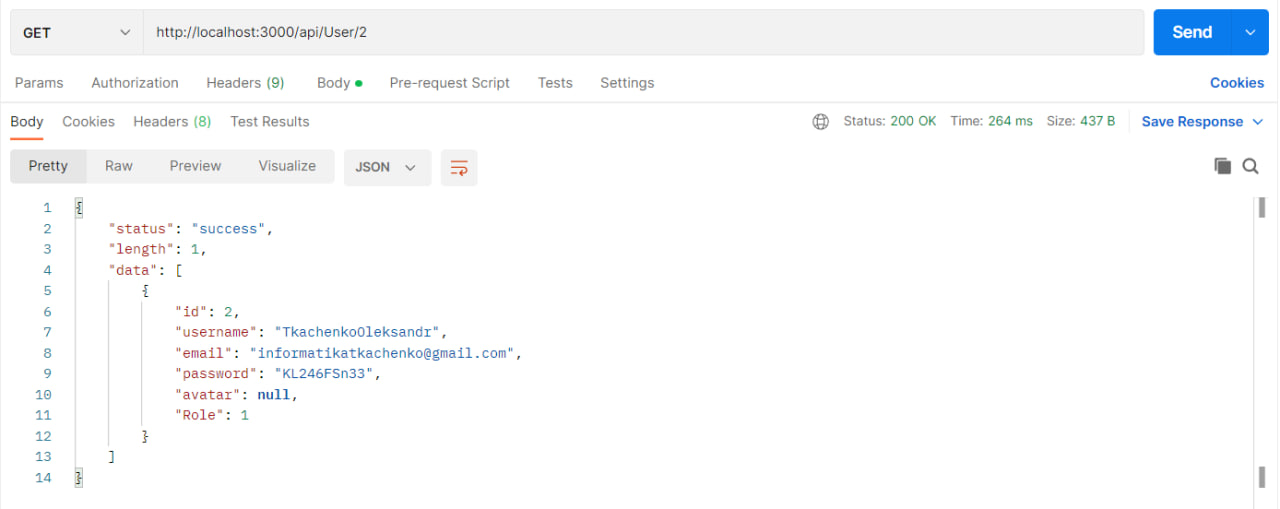 GET http://localhost:3000/api/User/2 Send
Params Authorization Headers (9) Body Pre-request Script Tests Settings Cookies
Body Cookies Headers (8) Test Results Status: 200 OK Time: 264 ms Size: 437 B Save Response
Pretty Raw Preview Visualize JSON
1 {
2 "status": "success",
3 "length": 1,
4 "data": [
5 {
6 "id": 2,
7 "username": "TkachenkoOleksandr",
8 "email": "informatikatkachenko@gmail.com",
9 "password": "KL246FSn33",
10 "avatar": null,
11 "Role": 1
12 }
13 ]
14 }